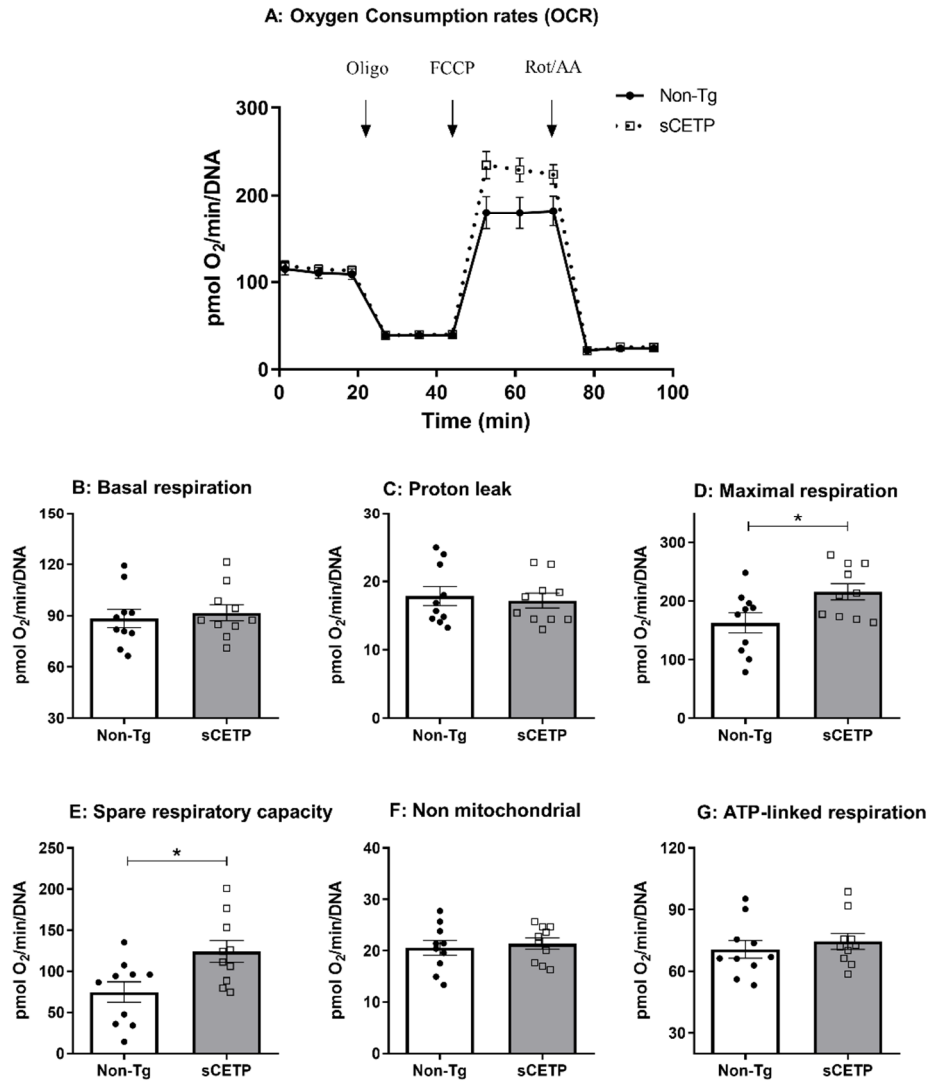 A: Oxygen Consumption rates (OCR)
Oligo FCCP Rot/AA
Non-Tg
sCETP
300
200
100
0
pmol O₂/min/DNA
0 20 40 60 80 100
Time (min)
B: Basal respiration
150
120
90
60
30
pmol O₂/min/DNA
Non-Tg sCETP
C: Proton leak
30
20
10
0
pmol O₂/min/DNA
Non-Tg sCETP
D: Maximal respiration
*
300
200
100
0
pmol O₂/min/DNA
Non-Tg sCETP
E: Spare respiratory capacity
*
250
200
150
100
50
0
pmol O₂/min/DNA
Non-Tg sCETP
F: Non mitochondrial
40
30
20
10
0
pmol O₂/min/DNA
Non-Tg sCETP
G: ATP-linked respiration
120
90
60
30
pmol O₂/min/DNA
Non-Tg sCETP